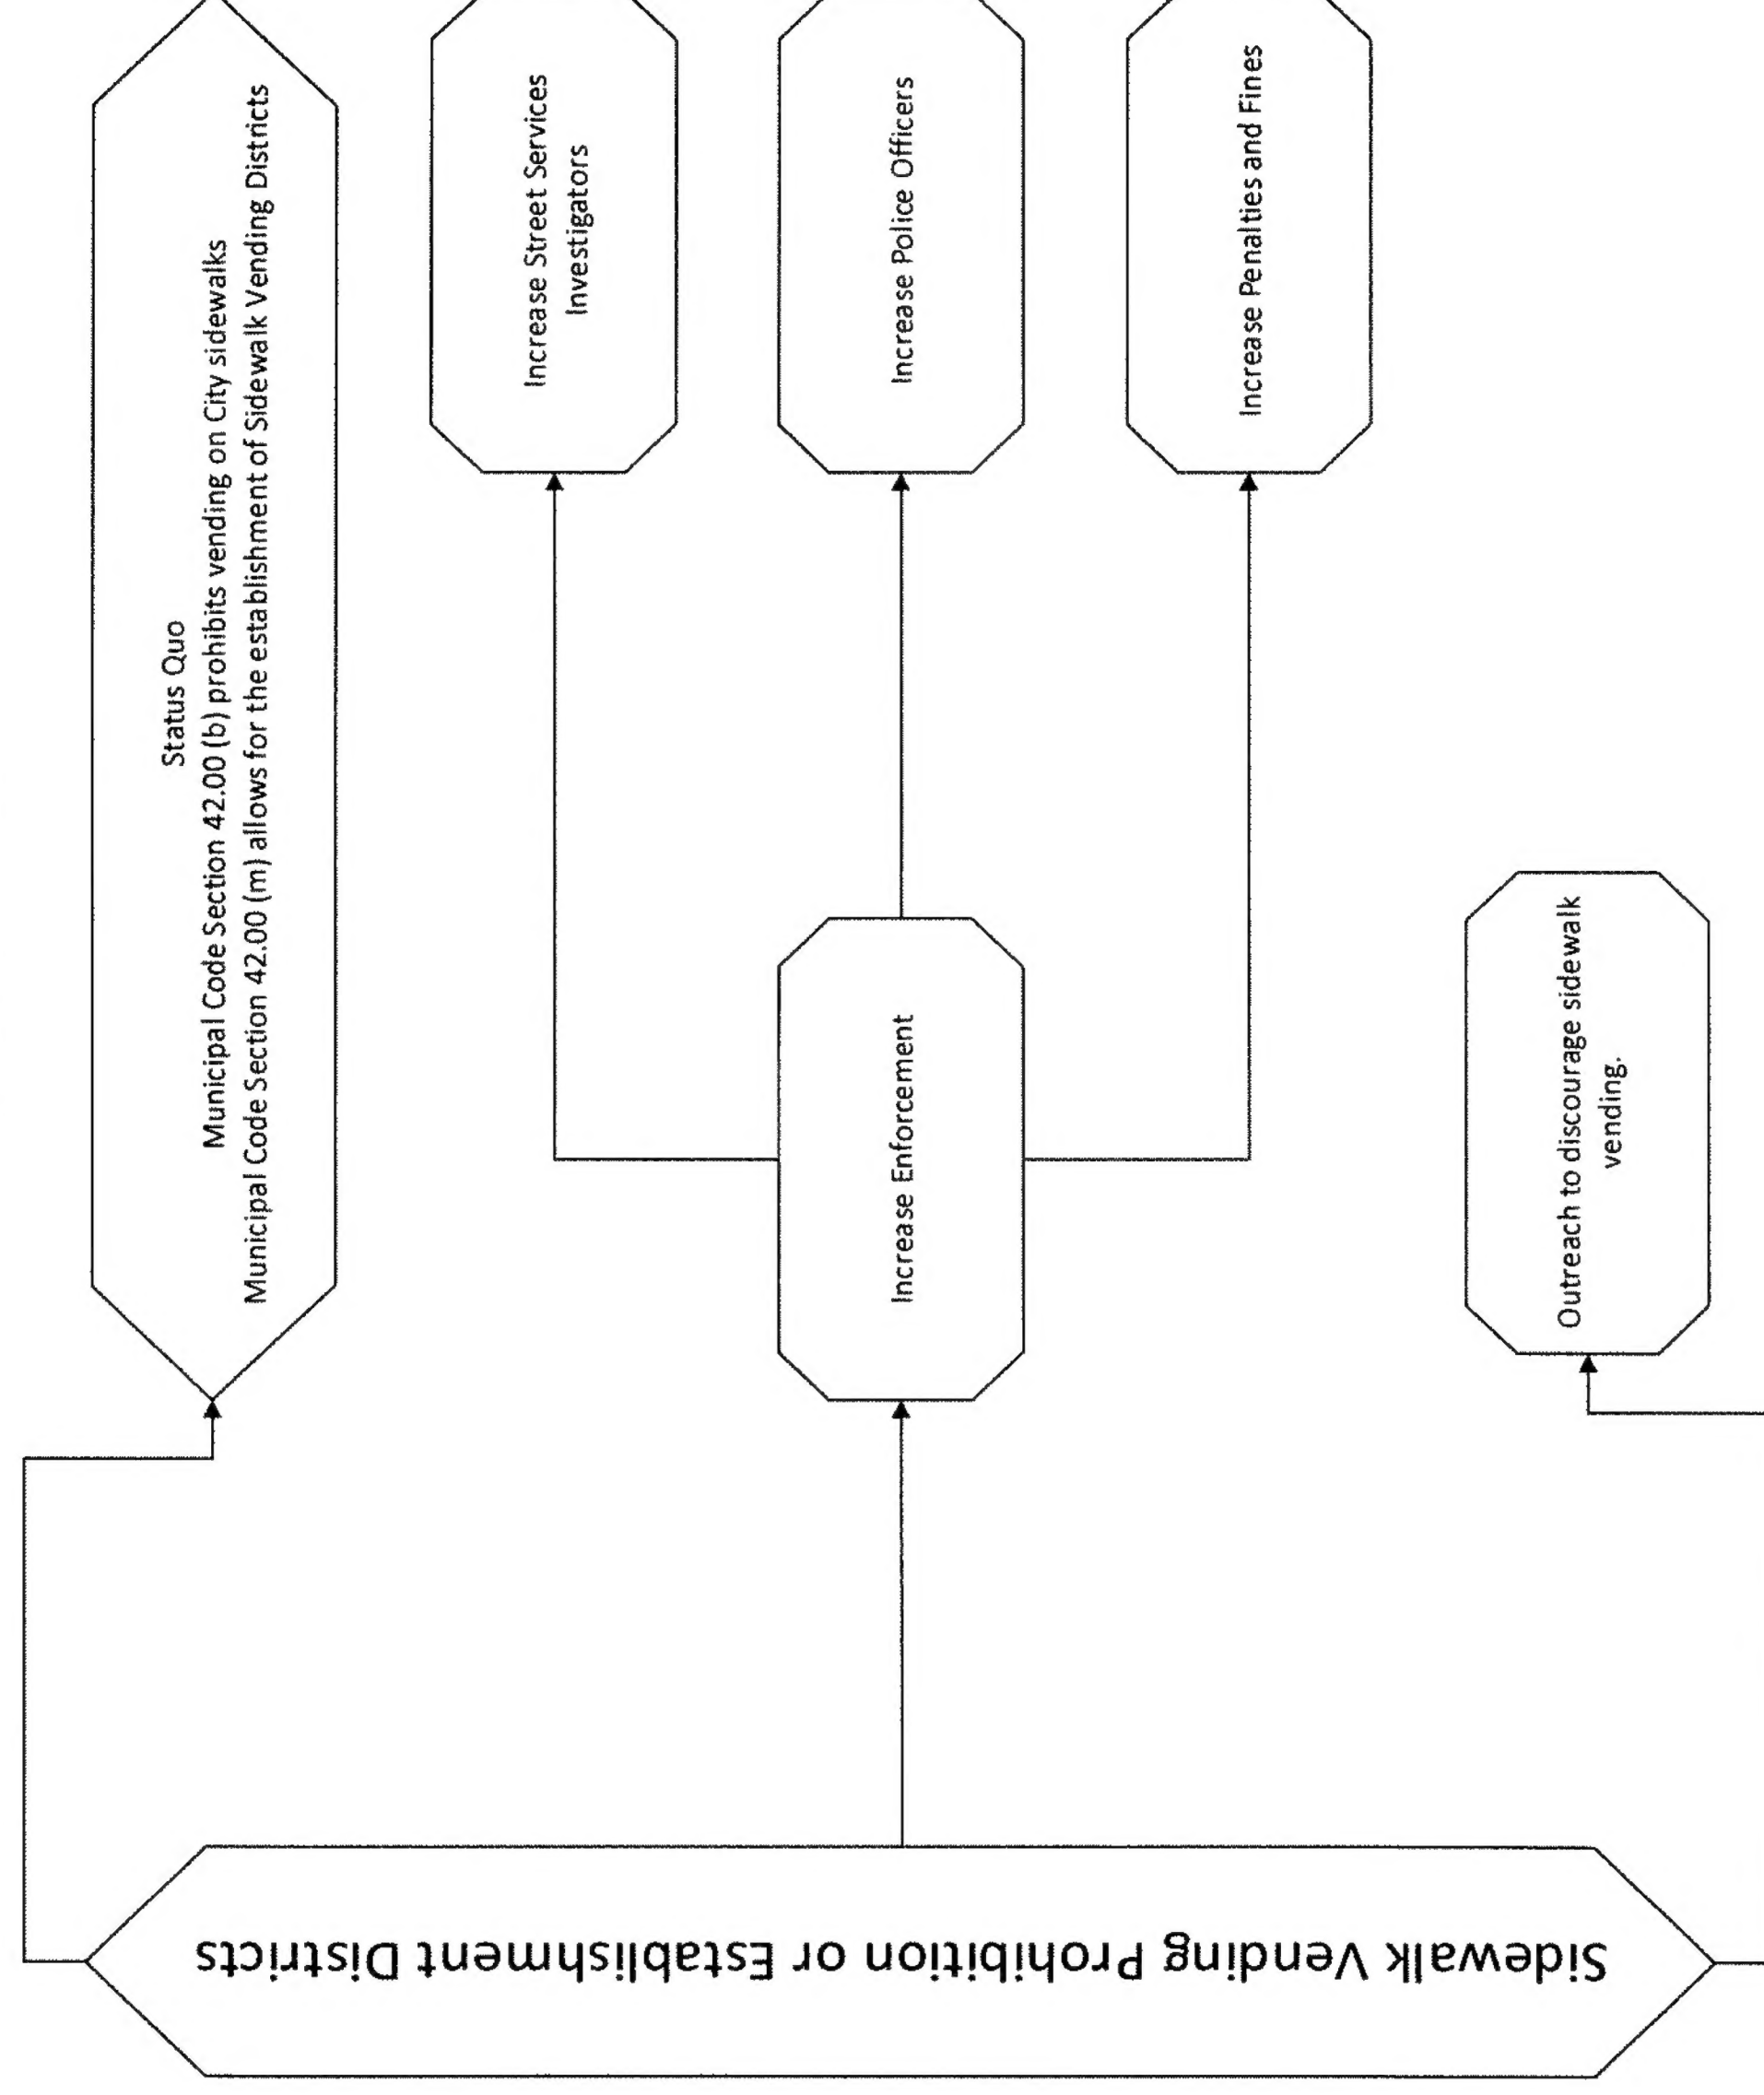 Sidewalk Vending Prohibition or Establishment Districts
Status Quo
Municipal Code Section 42.00 (b) prohibits vending on City sidewalks
Municipal Code Section 42.00 (m) allows for the establishment of Sidewalk Vending Districts
Increase Enforcement
Increase Street Services
Investigators
Increase Police Officers
Increase Penalties and Fines
Outreach to discourage sidewalk
vending.